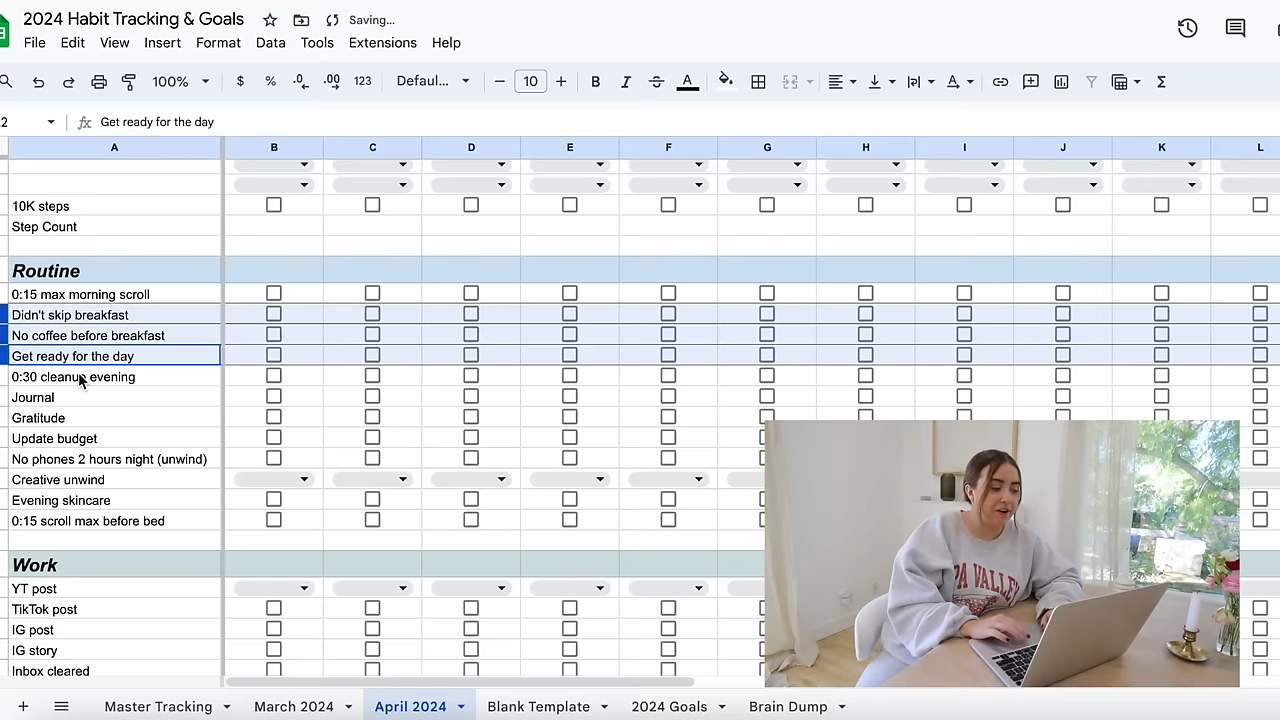 2024 Habit Tracking & Goals Saving...
File Edit View Insert Format Data Tools Extensions Help
100% $ % .0 .00 123 Defaul... − 10 + B I S A Σ
2 fx Get ready for the day
A B C D E F G H I J K L
10K steps
Step Count
Routine
0:15 max morning scroll
Didn't skip breakfast
No coffee before breakfast
Get ready for the day
0:30 cleanup evening
Journal
Gratitude
Update budget
No phones 2 hours night (unwind)
Creative unwind
Evening skincare
0:15 scroll max before bed
Work
YT post
TikTok post
IG post
IG story
Inbox cleared
PA VALLEY
+ Master Tracking March 2024 April 2024 Blank Template 2024 Goals Brain Dump